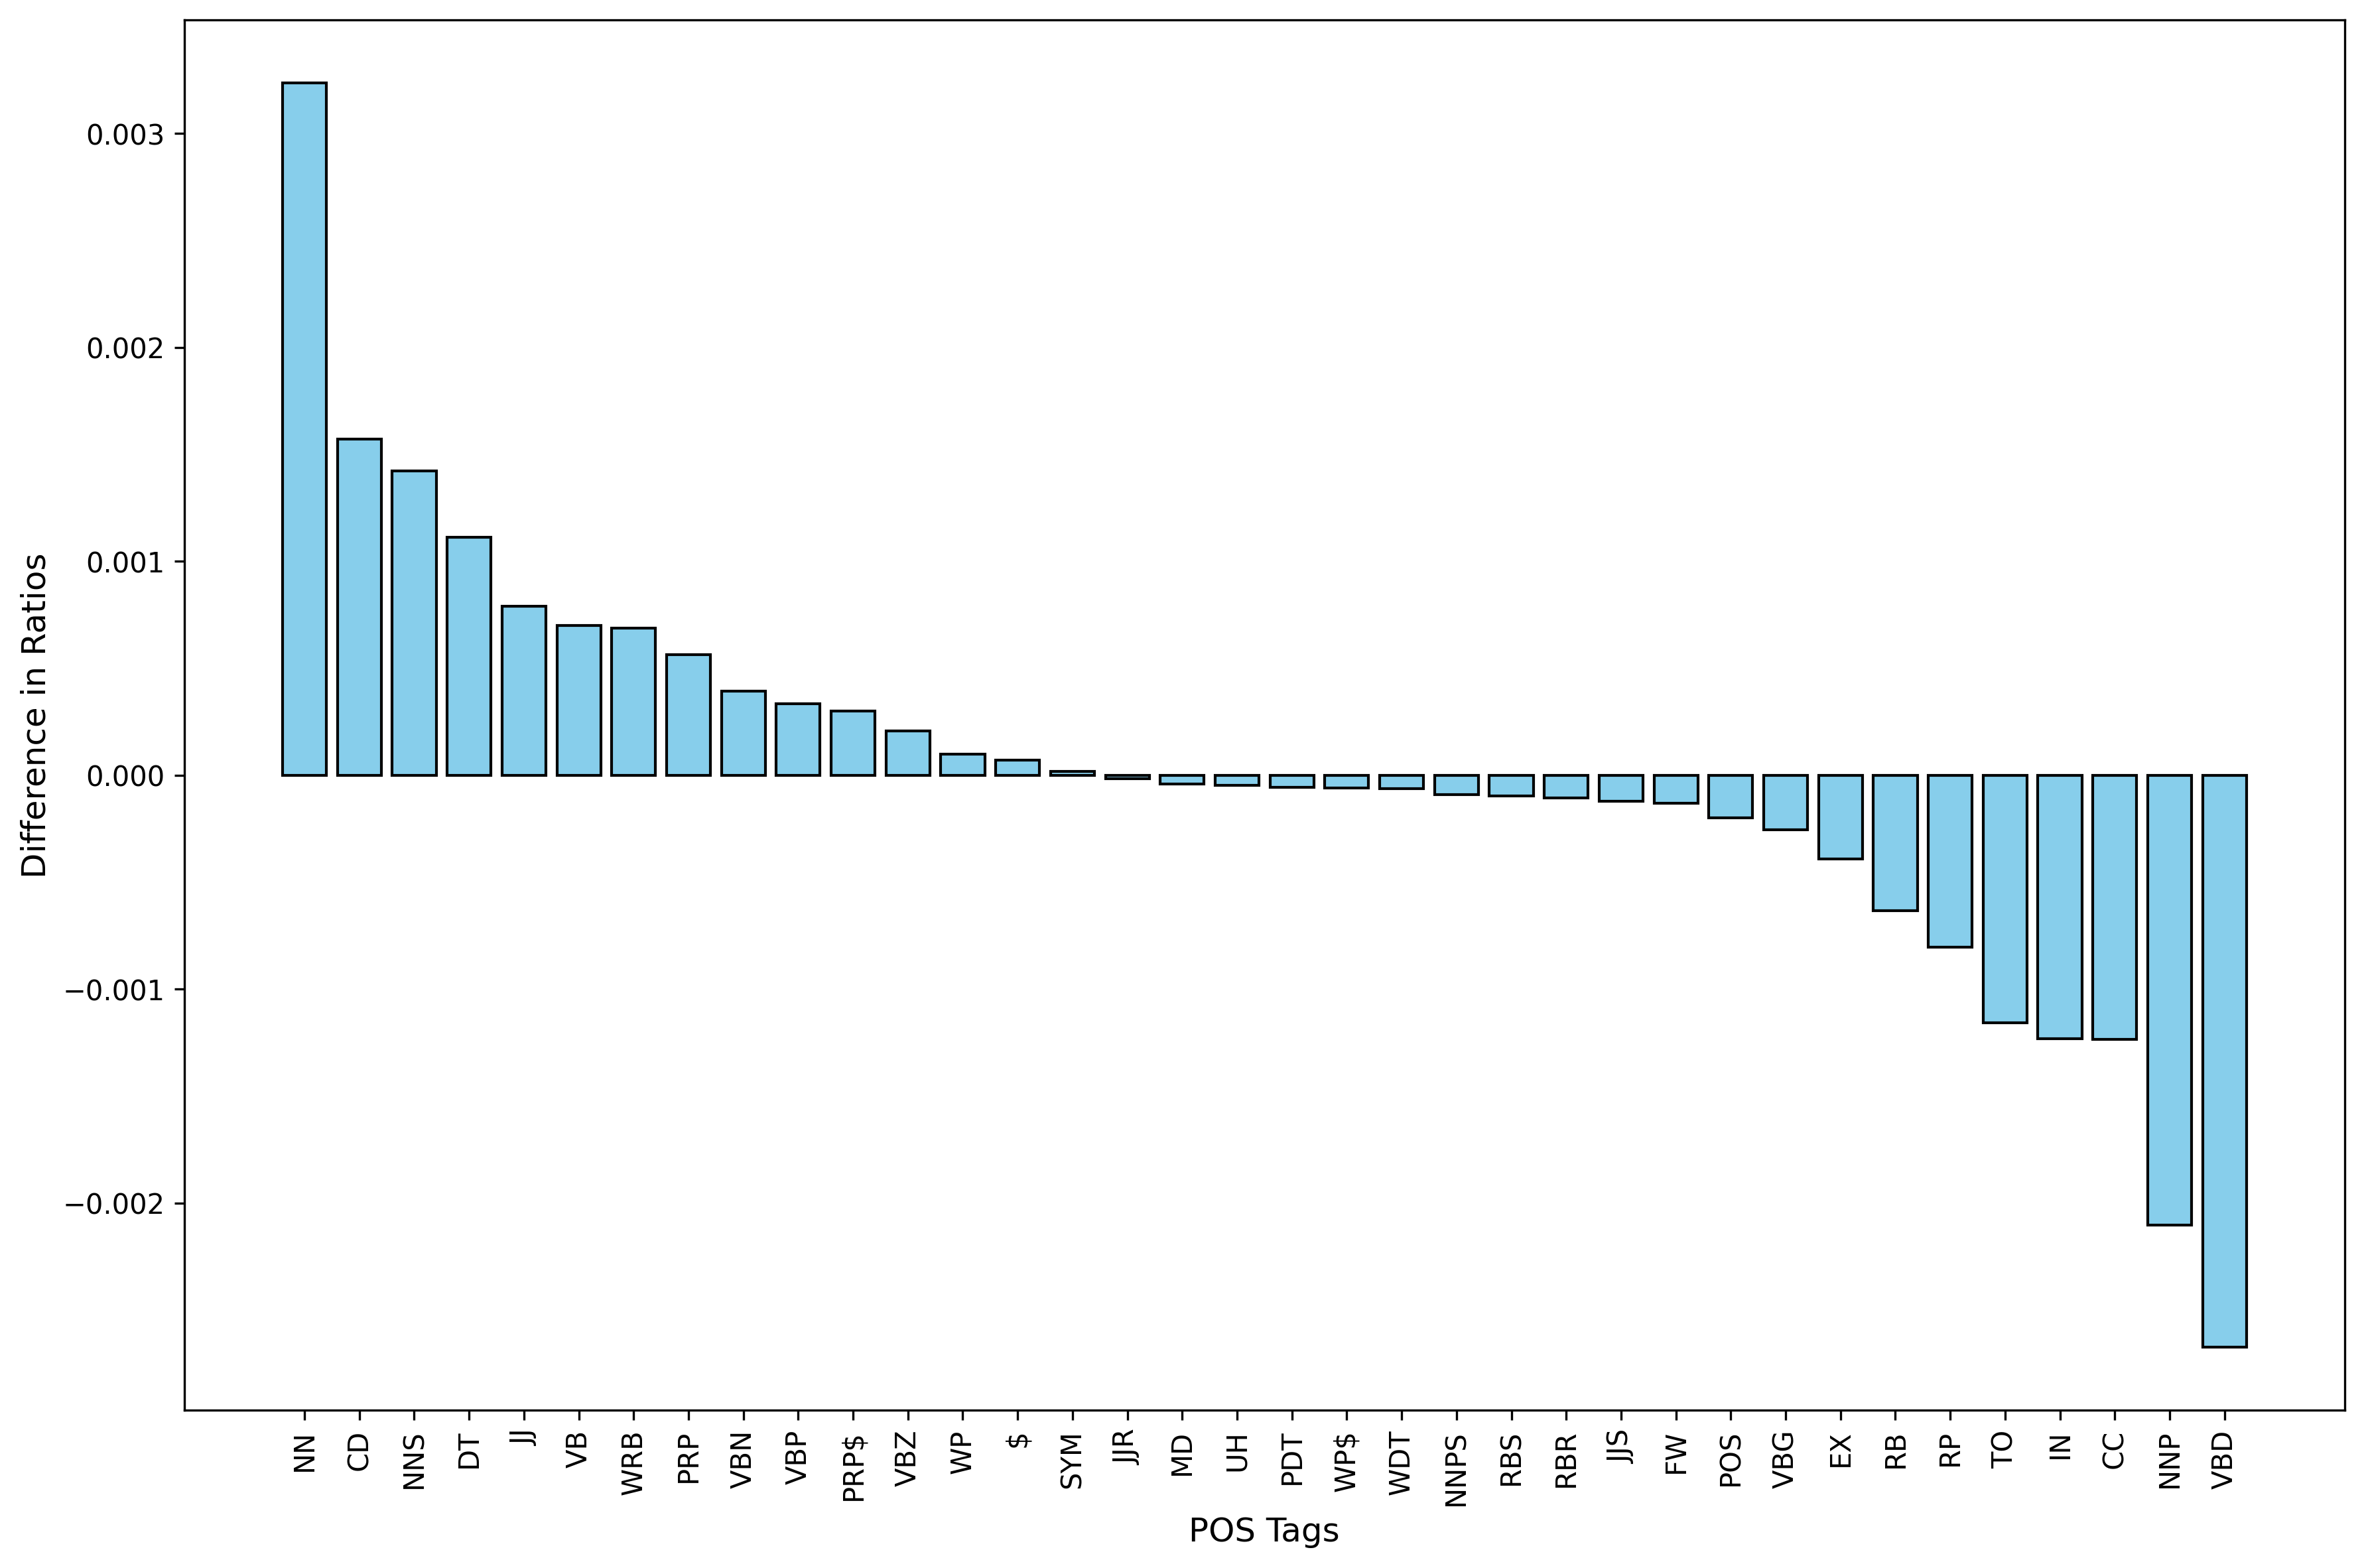 Difference in Ratios
0.003
0.002
0.001
0.000
−0.001
−0.002
NN
CD
NNS
DT
JJ
VB
WRB
PRP
VBN
VBP
PRP$
VBZ
WP
$
SYM
JJR
MD
UH
PDT
WP$
WDT
NNPS
RBS
RBR
JJS
FW
POS
VBG
EX
RB
RP
TO
IN
CC
NNP
VBD
POS Tags